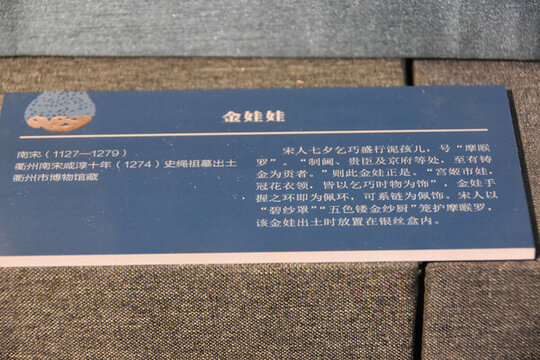 金娃娃
南宋（1127—1279）
衢州南宋咸淳十年（1274）史绳祖墓出土
衢州市博物馆藏
宋人七夕乞巧盛行泥孩儿，号“摩睺
罗”。“制阃、贵臣及京府等处，至有铸
金为贡者。”则此金娃正是。“宫姬市娃，
冠花衣领，皆以乞巧时物为饰”，金娃手
握之环即为佩环，可系链为佩饰。宋人以
“碧纱罩”“五色镂金纱厨”笼护摩睺罗，
该金娃出土时放置在银丝盒内。